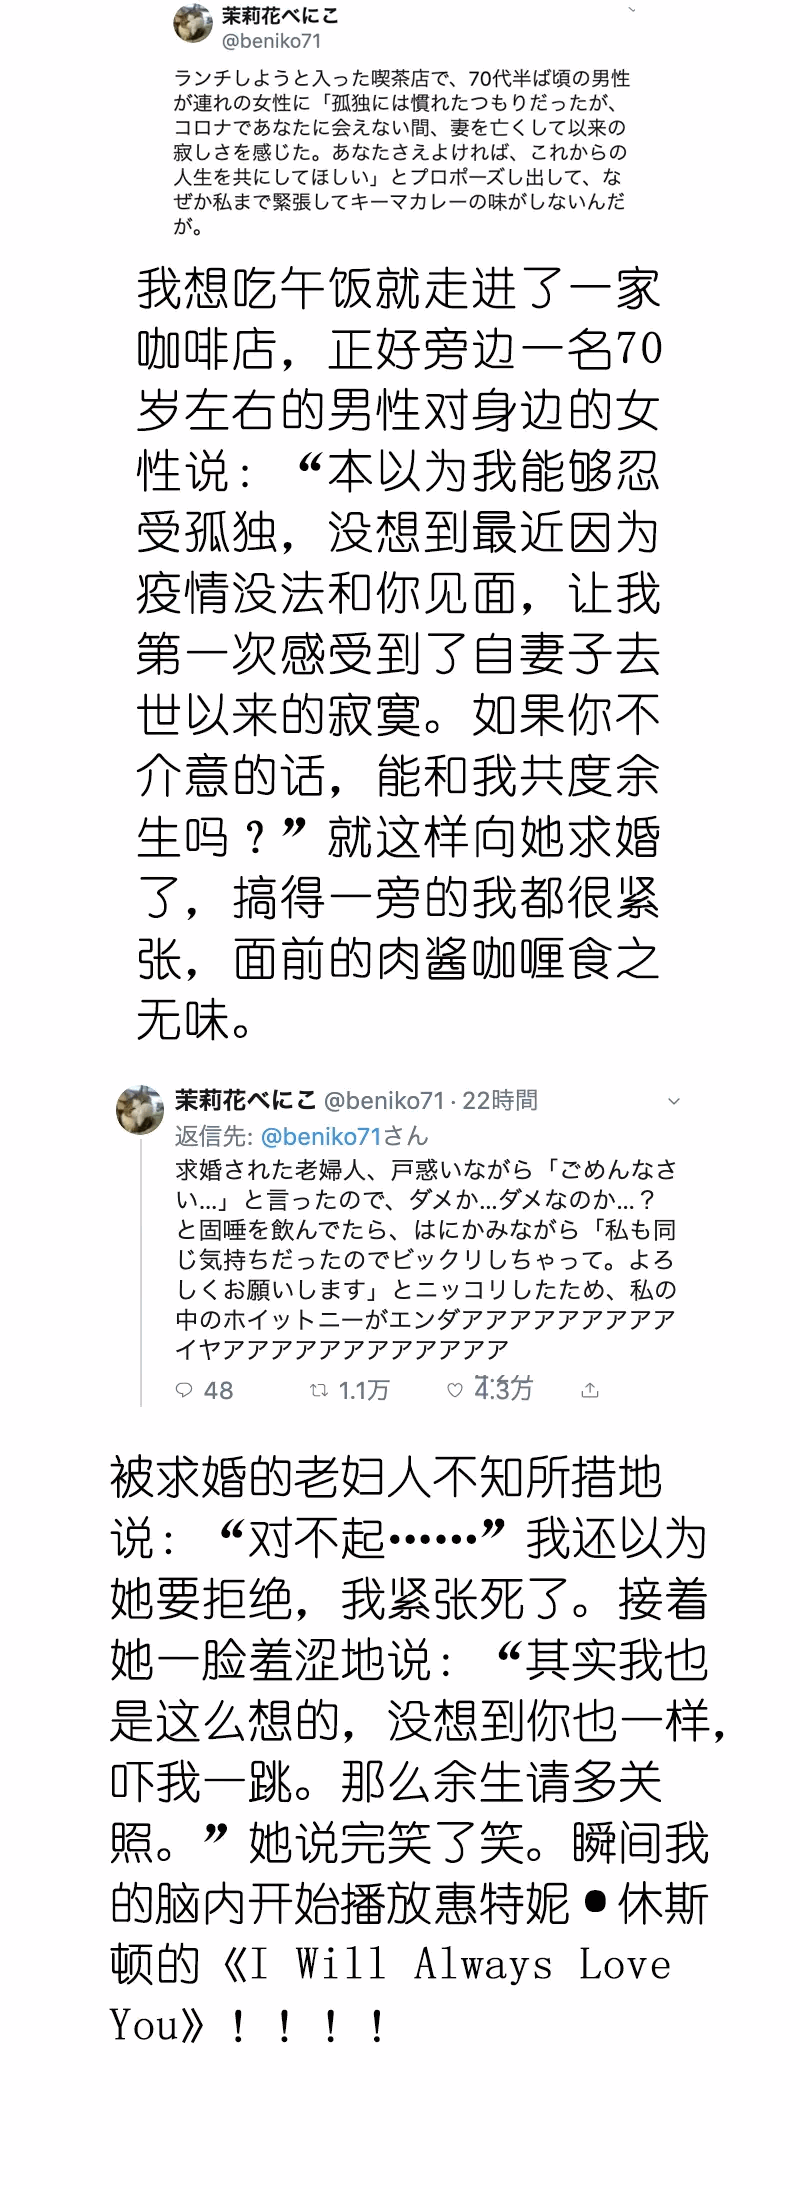 茉莉花べにこ
@beniko71
ランチしようと入った喫茶店で、70代半ば頃の男性
が連れの女性に「孤独には慣れたつもりだったが、
コロナであなたに会えない間、妻を亡くして以来の
寂しさを感じた。あなたさえよければ、これからの
人生を共にしてほしい」とプロポーズし出して、な
ぜか私まで緊張してキーマカレーの味がしないんだ
が。
我想吃午饭就走进了一家
咖啡店，正好旁边一名70
岁左右的男性对身边的女
性说：“本以为我能够忍
受孤独，没想到最近因为
疫情没法和你见面，让我
第一次感受到了自妻子去
世以来的寂寞。如果你不
介意的话，能和我共度余
生吗？”就这样向她求婚
了，搞得一旁的我都很紧
张，面前的肉酱咖喱食之
无味。
茉莉花べにこ @beniko71 · 22時間
返信先: @beniko71さん
求婚された老婦人、戸惑いながら「ごめんなさ
い...」と言ったので、ダメか...ダメなのか...？
と固唾を飲んでたら、はにかみながら「私も同
じ気持ちだったのでビックリしちゃって。よろ
しくお願いします」とニッコリしたため、私の
中のホイットニーがエンダアアアアアアアアア
イヤアアアアアアアアアアアア
48 1.1万 4.3万
被求婚的老妇人不知所措地
说：“对不起……”我还以为
她要拒绝，我紧张死了。接着
她一脸羞涩地说：“其实我也
是这么想的，没想到你也一样，
吓我一跳。那么余生请多关
照。”她说完笑了笑。瞬间我
的脑内开始播放惠特妮●休斯
顿的《I Will Always Love
You》！！！！